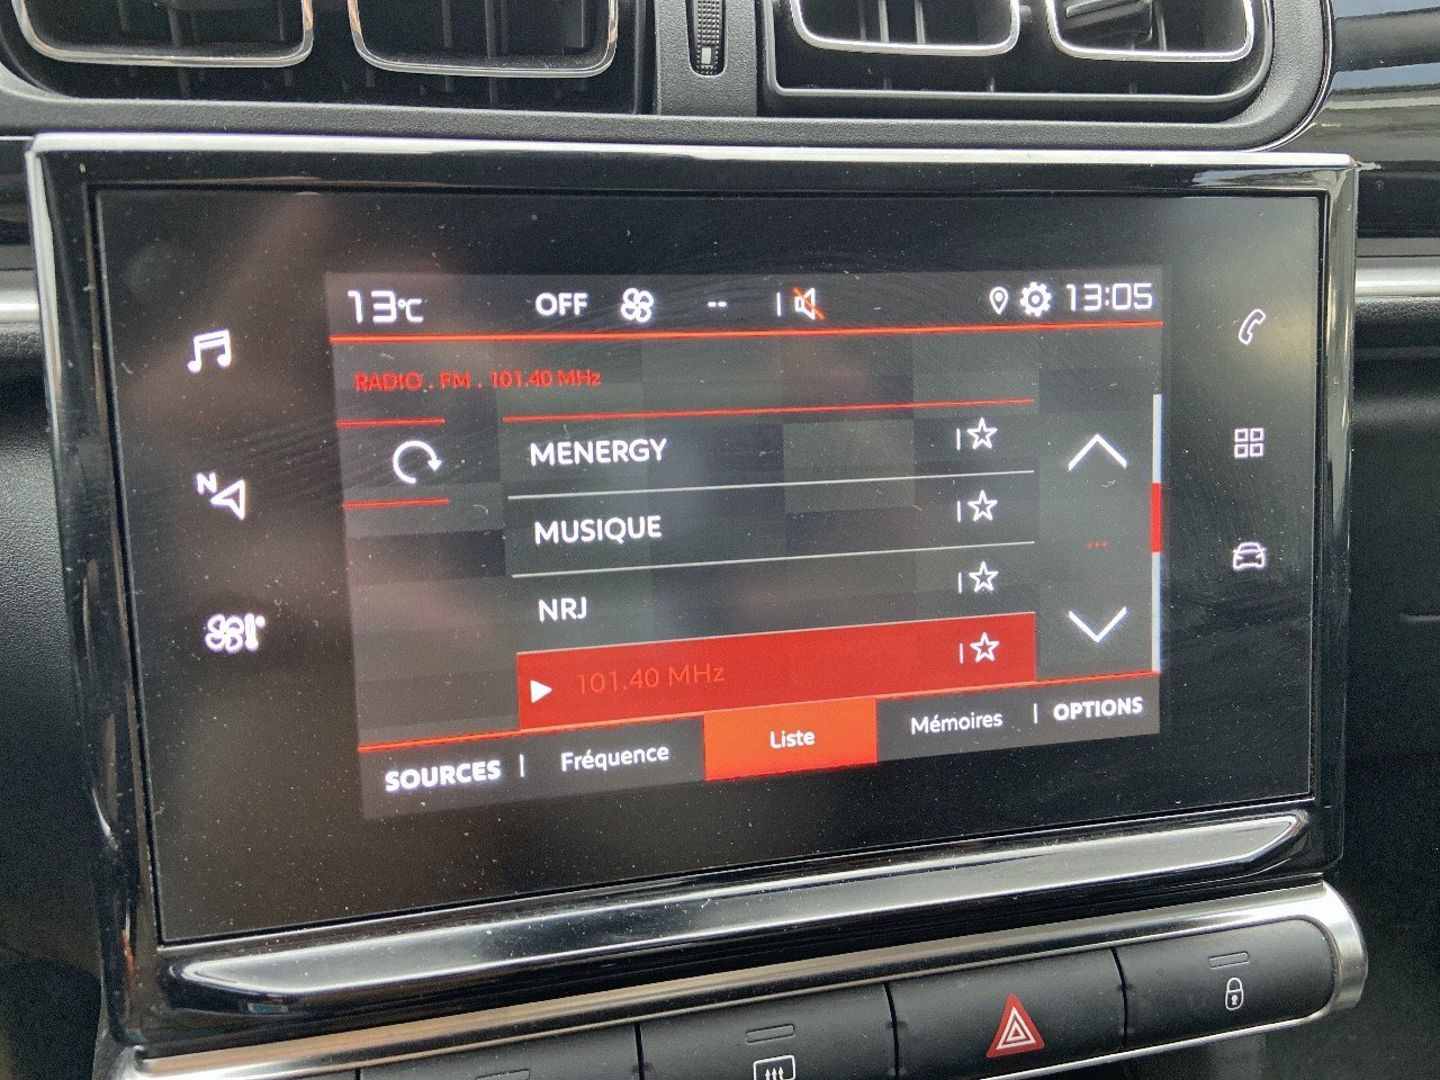 13°C OFF -- 13:05
RADIO . FM . 101.40 MHz
MENERGY
MUSIQUE
NRJ
101.40 MHz
SOURCES Fréquence Liste Mémoires OPTIONS
N